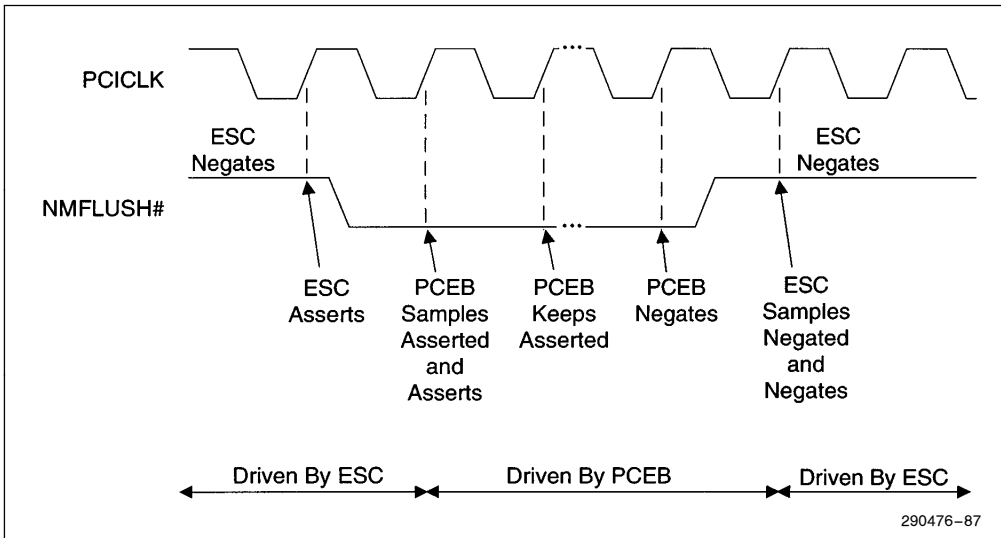 PCICLK
ESC
Negates
ESC
Negates
NMFLUSH#
ESC
Asserts
PCEB
Samples
Asserted
and
Asserts
PCEB
Keeps
Asserted
PCEB
Negates
ESC
Samples
Negated
and
Negates
Driven By ESC
Driven By PCEB
Driven By ESC
290476–87